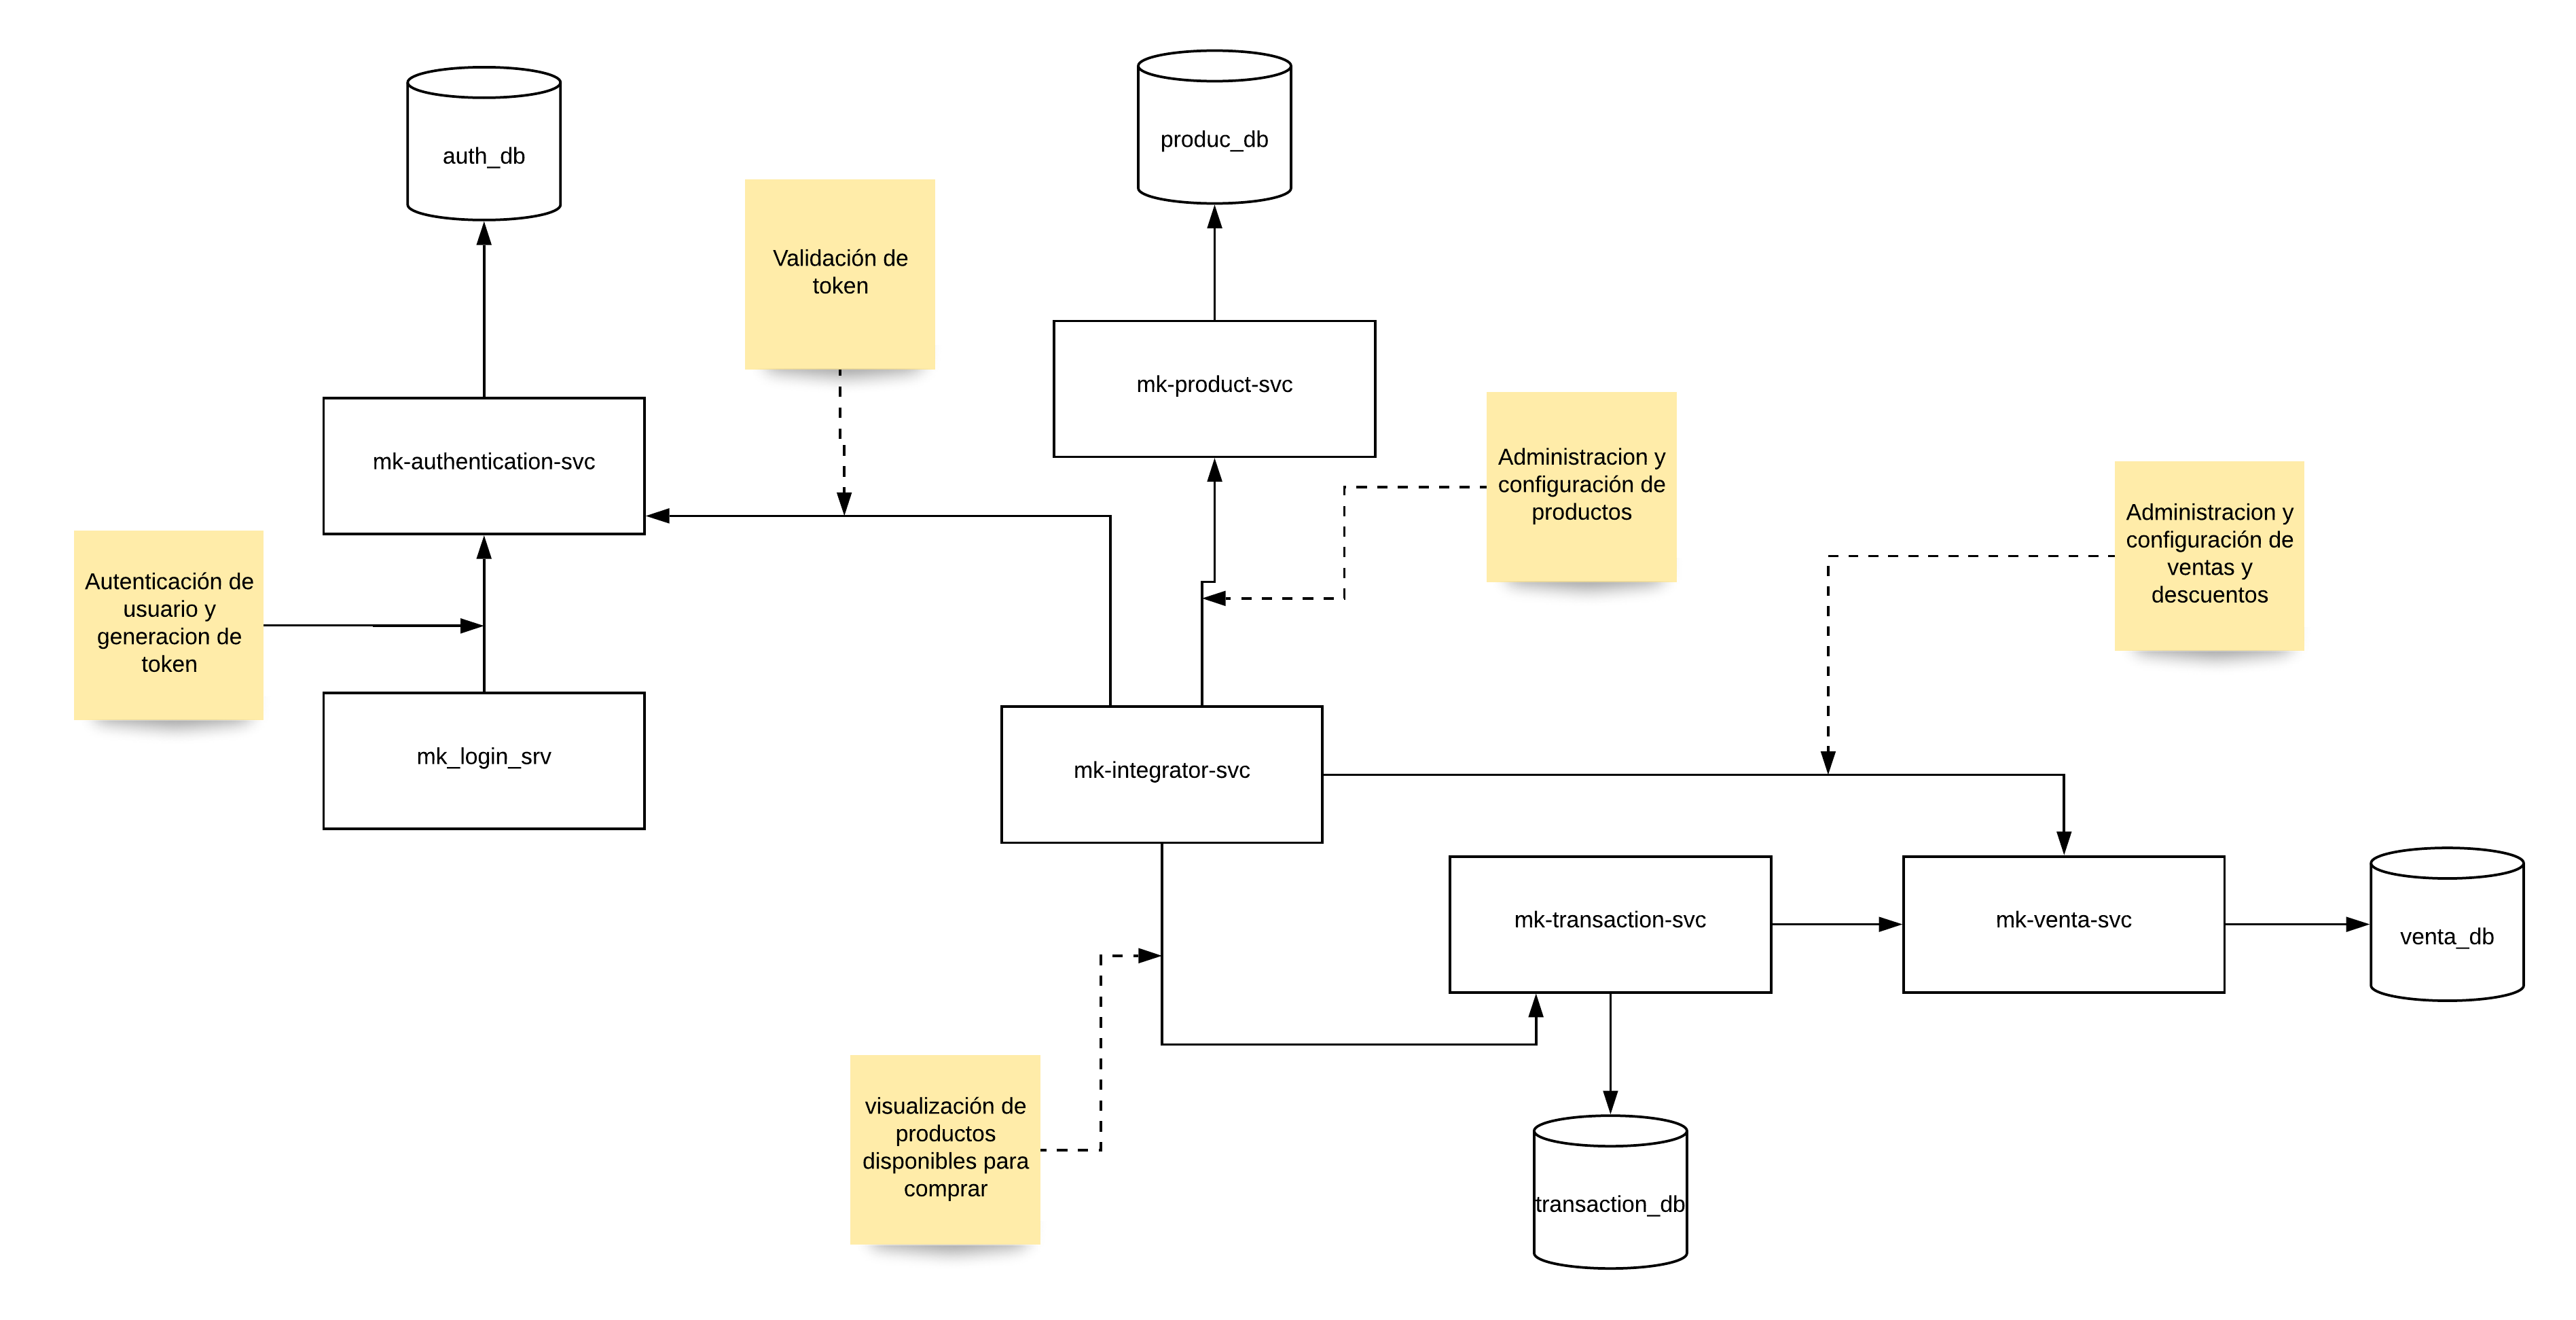 auth_db
produc_db
Validación de
token
mk-product-svc
mk-authentication-svc
Administracion y
configuración de
productos
Administracion y
configuración de
ventas y
descuentos
Autenticación de
usuario y
generacion de
token
mk_login_srv
mk-integrator-svc
mk-transaction-svc
mk-venta-svc
venta_db
visualización de
productos
disponibles para
comprar
transaction_db